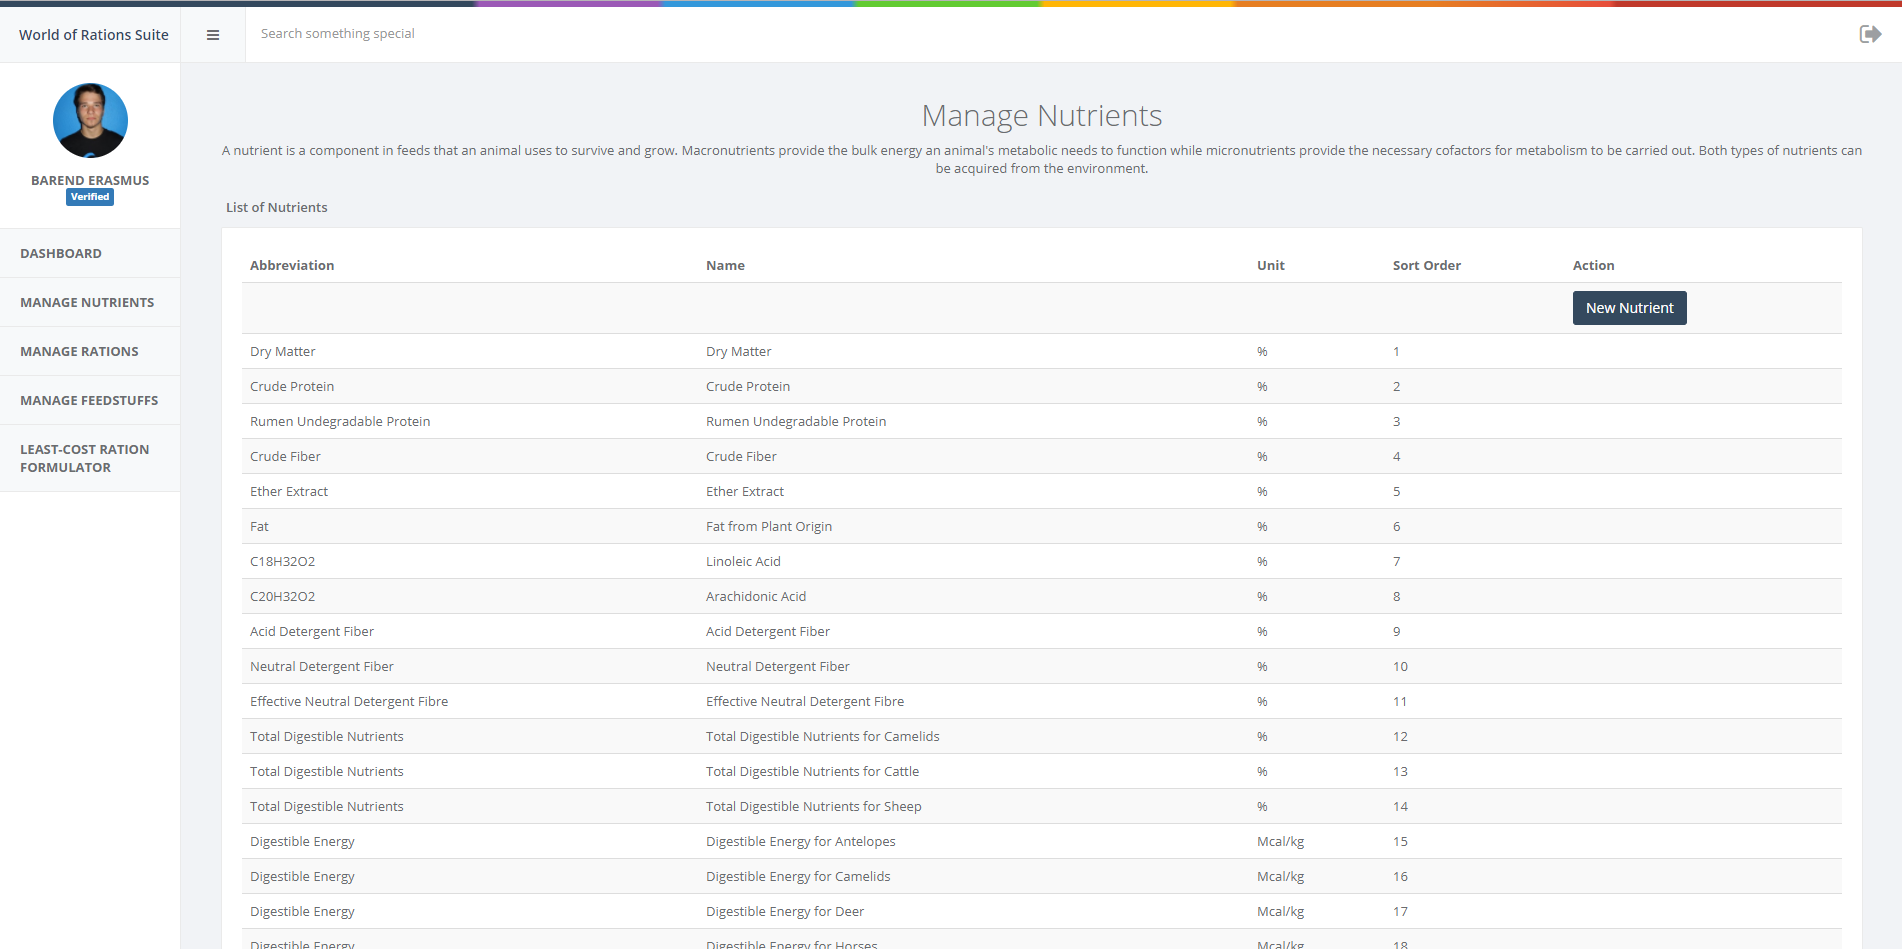 World of Rations Suite
Search something special
BAREND ERASMUS
Verified
DASHBOARD
MANAGE NUTRIENTS
MANAGE RATIONS
MANAGE FEEDSTUFFS
LEAST-COST RATION
FORMULATOR
Manage Nutrients
A nutrient is a component in feeds that an animal uses to survive and grow. Macronutrients provide the bulk energy an animal's metabolic needs to function while micronutrients provide the necessary cofactors for metabolism to be carried out. Both types of nutrients can
be acquired from the environment.
List of Nutrients
Abbreviation Name Unit Sort Order Action
New Nutrient
Dry Matter Dry Matter % 1
Crude Protein Crude Protein % 2
Rumen Undegradable Protein Rumen Undegradable Protein % 3
Crude Fiber Crude Fiber % 4
Ether Extract Ether Extract % 5
Fat Fat from Plant Origin % 6
C18H32O2 Linoleic Acid % 7
C20H32O2 Arachidonic Acid % 8
Acid Detergent Fiber Acid Detergent Fiber % 9
Neutral Detergent Fiber Neutral Detergent Fiber % 10
Effective Neutral Detergent Fibre Effective Neutral Detergent Fibre % 11
Total Digestible Nutrients Total Digestible Nutrients for Camelids % 12
Total Digestible Nutrients Total Digestible Nutrients for Cattle % 13
Total Digestible Nutrients Total Digestible Nutrients for Sheep % 14
Digestible Energy Digestible Energy for Antelopes Mcal/kg 15
Digestible Energy Digestible Energy for Camelids Mcal/kg 16
Digestible Energy Digestible Energy for Deer Mcal/kg 17
Digestible Energy Digestible Energy for Horses Mcal/kg 18